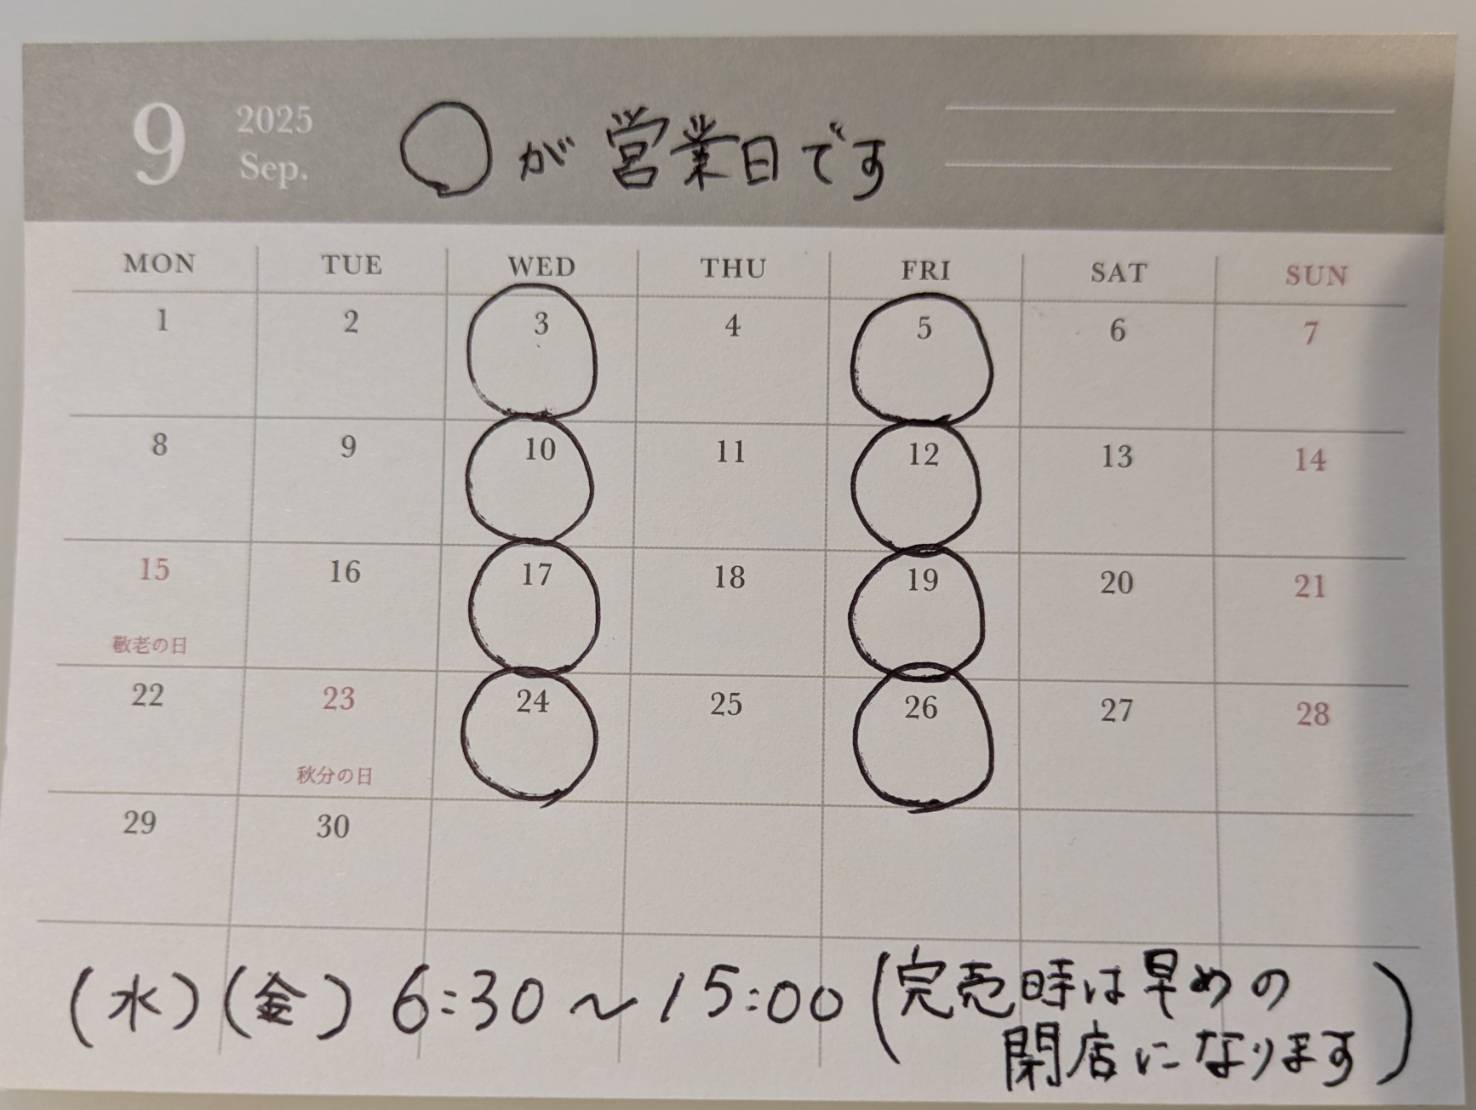 9
2025
Sep.
◯が営業日です
MON TUE WED THU FRI SAT SUN
1 2 3 4 5 6 7
8 9 10 11 12 13 14
15 16 17 18 19 20 21
敬老の日
22 23 24 25 26 27 28
秋分の日
29 30
(水)(金) 6:30~15:00(完売時は早めの
閉店になります)